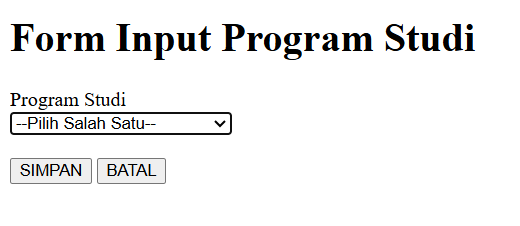 Form Input Program Studi
Program Studi
--Pilih Salah Satu--
SIMPAN BATAL